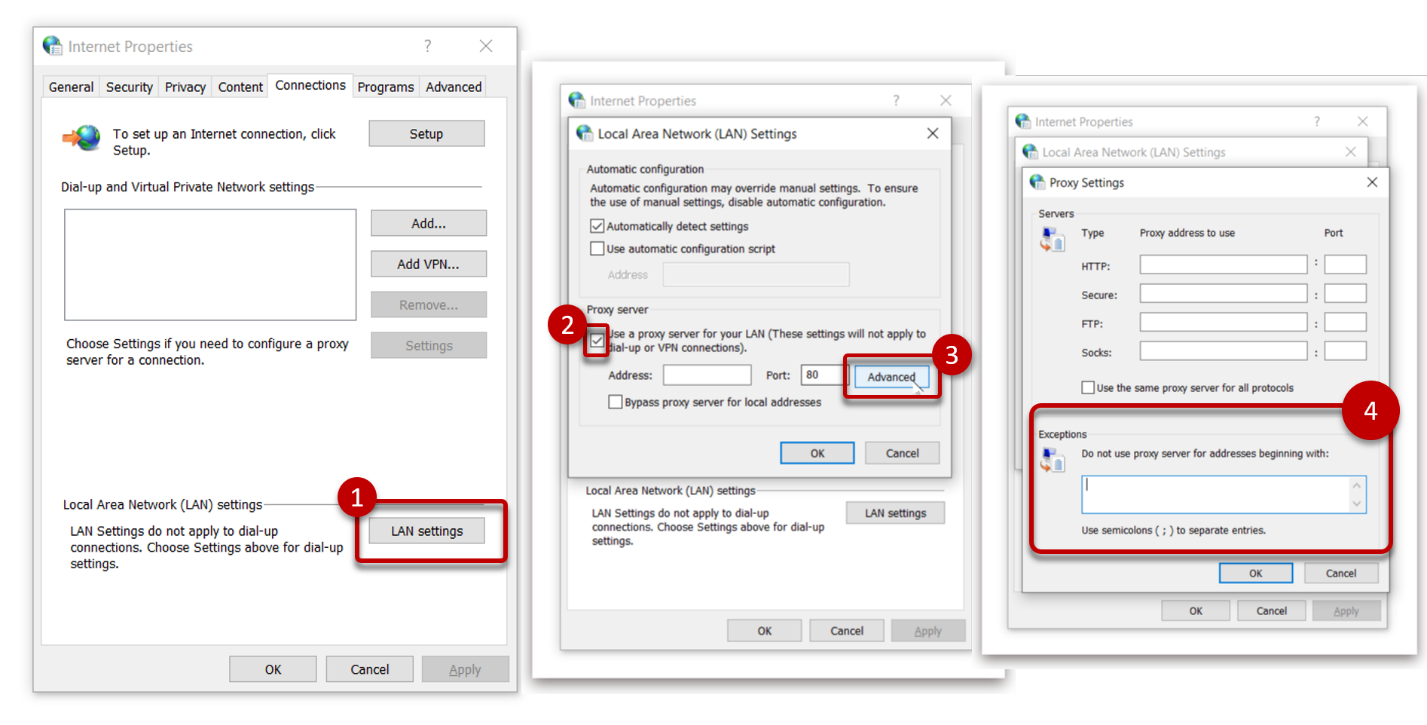 Internet Properties
?
General Security Privacy Content Connections Programs Advanced
To set up an Internet connection, click
Setup.
Setup
Dial-up and Virtual Private Network settings
Add...
Add VPN...
Remove...
Choose Settings if you need to configure a proxy
server for a connection.
Settings
Local Area Network (LAN) settings
1
LAN Settings do not apply to dial-up
connections. Choose Settings above for dial-up
settings.
LAN settings
OK Cancel Apply
Internet Properties
?
Local Area Network (LAN) Settings
Automatic configuration
Automatic configuration may override manual settings. To ensure
the use of manual settings, disable automatic configuration.
Automatically detect settings
Use automatic configuration script
Address
Proxy server
2
Use a proxy server for your LAN (These settings will not apply to
dial-up or VPN connections).
3
Address: Port: 80 Advanced
Bypass proxy server for local addresses
OK Cancel
Local Area Network (LAN) settings
LAN Settings do not apply to dial-up
connections. Choose Settings above for dial-up
settings.
LAN settings
OK Cancel Apply
Internet Properties
?
Local Area Network (LAN) Settings
Proxy Settings
Servers
Type Proxy address to use Port
HTTP: :
Secure: :
FTP: :
Socks: :
Use the same proxy server for all protocols
4
Exceptions
Do not use proxy server for addresses beginning with:
Use semicolons ( ; ) to separate entries.
OK Cancel
OK Cancel Apply